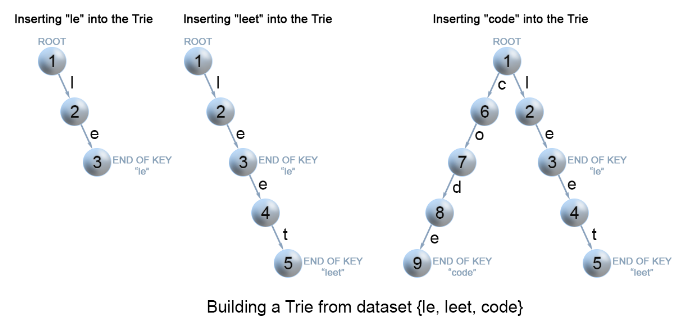 Inserting "le" into the Trie
ROOT
1
l
2
e
3 END OF KEY
"le"
Inserting "leet" into the Trie
ROOT
1
l
2
e
3 END OF KEY
"le"
e
4
t
5 END OF KEY
"leet"
Inserting "code" into the Trie
ROOT
1
c l
6 2
o e
7 3 END OF KEY
"le"
d e
8 4
e t
9 END OF KEY 5 END OF KEY
"code" "leet"
Building a Trie from dataset {le, leet, code}